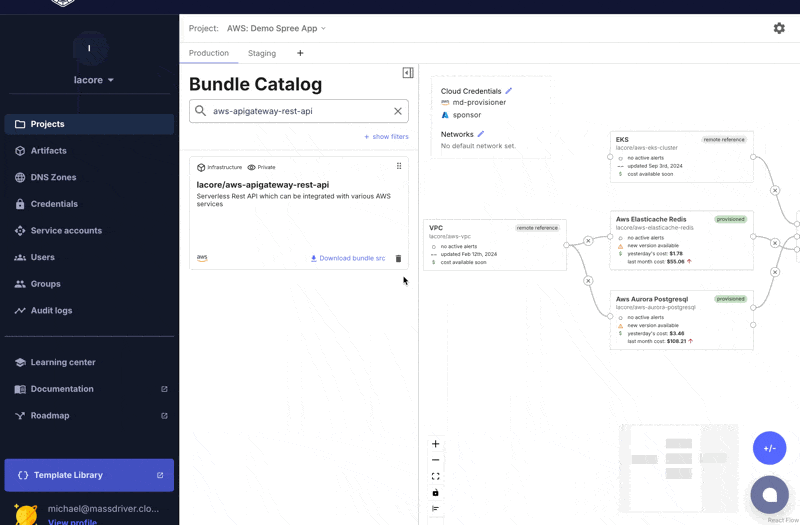 Project: AWS: Demo Spree App
I
lacore
Production Staging +
Projects
Artifacts
DNS Zones
Credentials
Service accounts
Users
Groups
Audit logs
Learning center
Documentation
Roadmap
Template Library
michael@massdriver.clo...
View profile
Bundle Catalog
aws-apigateway-rest-api
+ show filters
Infrastructure Private
lacore/aws-apigateway-rest-api
Serverless Rest API which can be integrated with various AWS
services
aws
Download bundle src
Cloud Credentials
md-provisioner
sponsor
Networks
No default network set.
VPC remote reference
lacore/aws-vpc
no active alerts
updated Feb 12th, 2024
$ cost available soon
EKS remote reference
lacore/aws-eks-cluster
no active alerts
updated Sep 3rd, 2024
$ cost available soon
Aws Elasticache Redis provisioned
lacore/aws-elasticache-redis
no active alerts
new version available
$ yesterday's cost: $1.78
last month cost: $55.06
Aws Aurora Postgresql provisioned
lacore/aws-aurora-postgresql
no active alerts
new version available
$ yesterday's cost: $3.46
last month cost: $108.21
+/-
React Flow